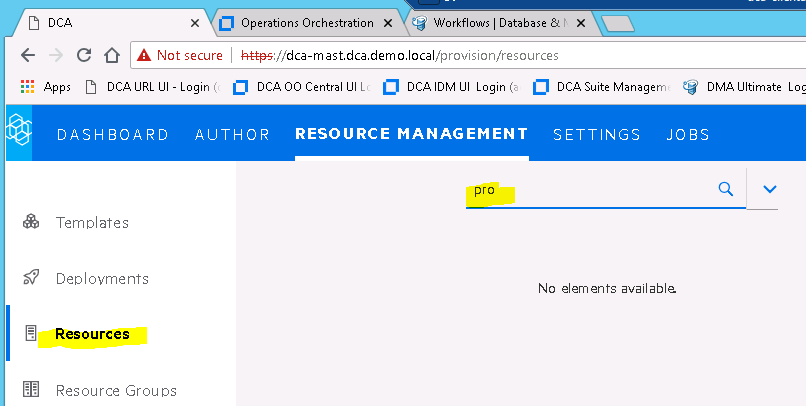 DCA
Operations Orchestration
Workflows | Database & M
Not secure | https://dca-mast.dca.demo.local/provision/resources
Apps DCA URL UI - Login (c DCA OO Central UI Lo DCA IDM UI Login (a DCA Suite Manageme DMA Ultimate Log
DASHBOARD AUTHOR RESOURCE MANAGEMENT SETTINGS JOBS
pro
Templates
Deployments
No elements available.
Resources
Resource Groups